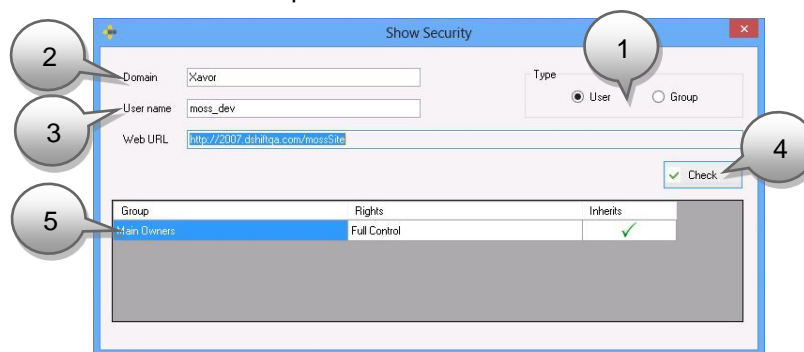 Show Security
1
2
Domain
Xavor
Type
User
Group
3
User name
moss_dev
Web URL
http://2007.dshiftqa.com/mossSite
4
Check
5
Group
Rights
Inherits
Main Owners
Full Control